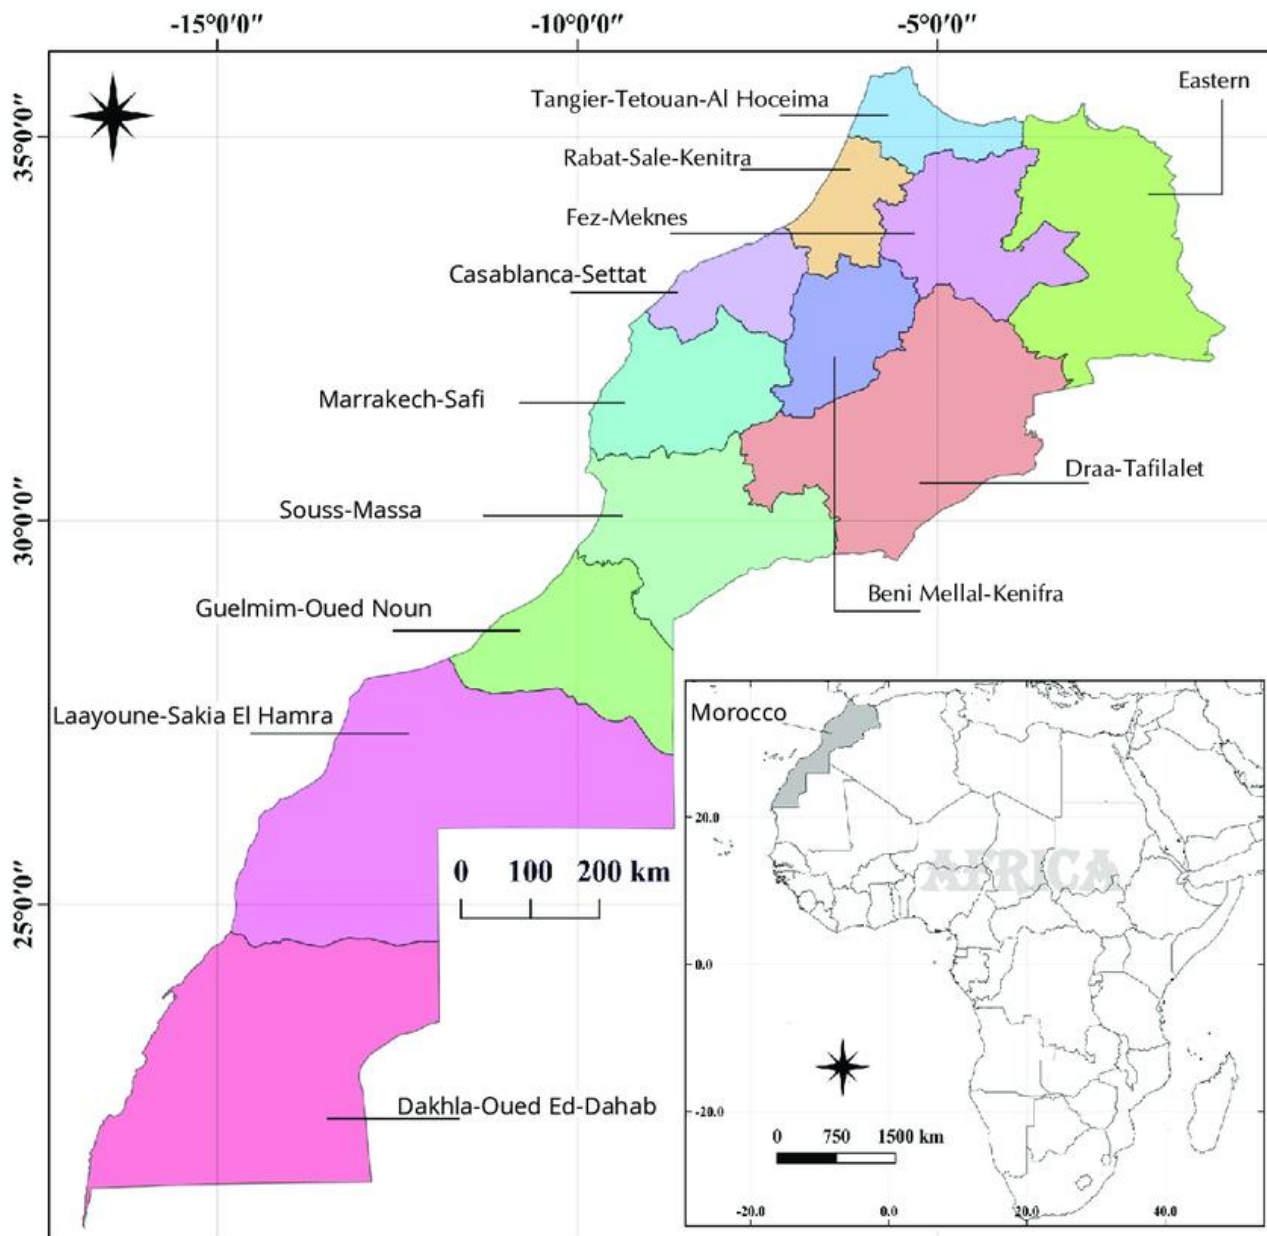 -15°0′0″ -10°0′0″ -5°0′0″
Eastern
Tangier-Tetouan-Al Hoceima
35°0′0″
Rabat-Sale-Kenitra
Fez-Meknes
Casablanca-Settat
Marrakech-Safi
Draa-Tafilalet
Souss-Massa
30°0′0″
Beni Mellal-Kenifra
Guelmim-Oued Noun
Laayoune-Sakia El Hamra
Morocco
20.0
AFRICA
0 100 200 km
25°0′0″
0.0
Dakhla-Oued Ed-Dahab
-20.0
0 750 1500 km
-20.0 0.0 20.0 40.0